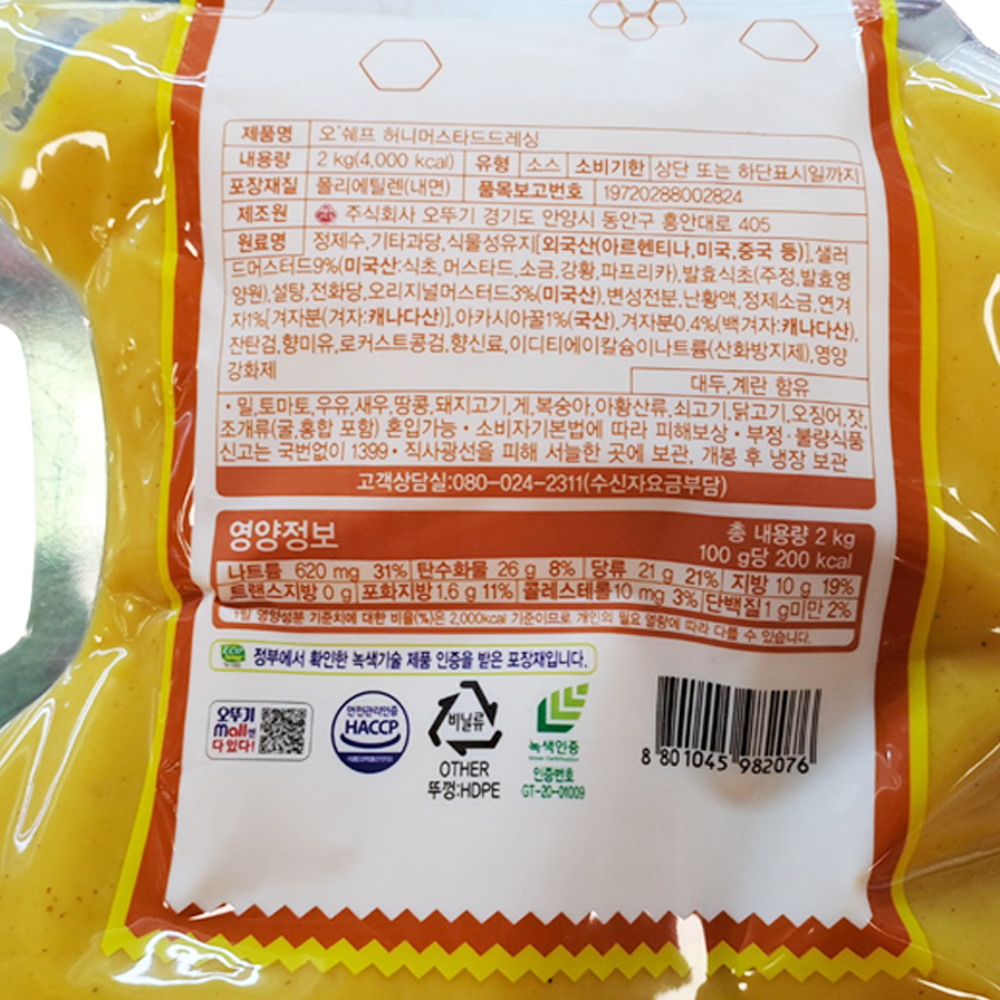 제품명 오'쉐프 허니머스타드드레싱
내용량 2 kg(4,000 kcal) 유형 소스 소비기한 상단 또는 하단표시일까지
포장재질 폴리에틸렌(내면) 품목보고번호 19720288002824
제조원 주식회사 오뚜기 경기도 안양시 동안구 흥안대로 405
원료명 정제수,기타과당,식물성유지[외국산(아르헨티나,미국,중국 등)],샐러
드머스터드9%(미국산:식초,머스타드,소금,강황,파프리카),발효식초(주정,발효영
양원),설탕,전화당,오리지널머스터드3%(미국산),변성전분,난황액,정제소금,연겨
자1%[겨자분(겨자:캐나다산)],아카시아꿀1%(국산),겨자분0.4%(백겨자:캐나다산),
잔탄검,향미유,로커스트콩검,향신료,이디티에이칼슘이나트륨(산화방지제),영양
강화제
대두,계란 함유
•밀,토마토,우유,새우,땅콩,돼지고기,게,복숭아,아황산류,쇠고기,닭고기,오징어,잣,
조개류(굴,홍합 포함) 혼입가능 •소비자기본법에 따라 피해보상 •부정·불량식품
신고는 국번없이 1399 •직사광선을 피해 서늘한 곳에 보관, 개봉 후 냉장 보관
고객상담실:080-024-2311(수신자요금부담)
영양정보 총 내용량 2 kg
100 g당 200 kcal
나트륨 620 mg 31% 탄수화물 26 g 8% 당류 21 g 21% 지방 10 g 19%
트랜스지방 0 g 포화지방 1.6 g 11% 콜레스테롤 10 mg 3% 단백질 1 g미만 2%
1일 영양성분 기준치에 대한 비율(%)은 2,000kcal 기준이므로 개인의 필요 열량에 따라 다를 수 있습니다.
ECO 정부에서 확인한 녹색기술 제품 인증을 받은 포장재입니다.
오뚜기
mall엔
다 있다!
안전관리인증
HACCP
비닐류
OTHER
뚜껑:HDPE
녹색인증
인증번호
GT-20-01009
8 801045 982076